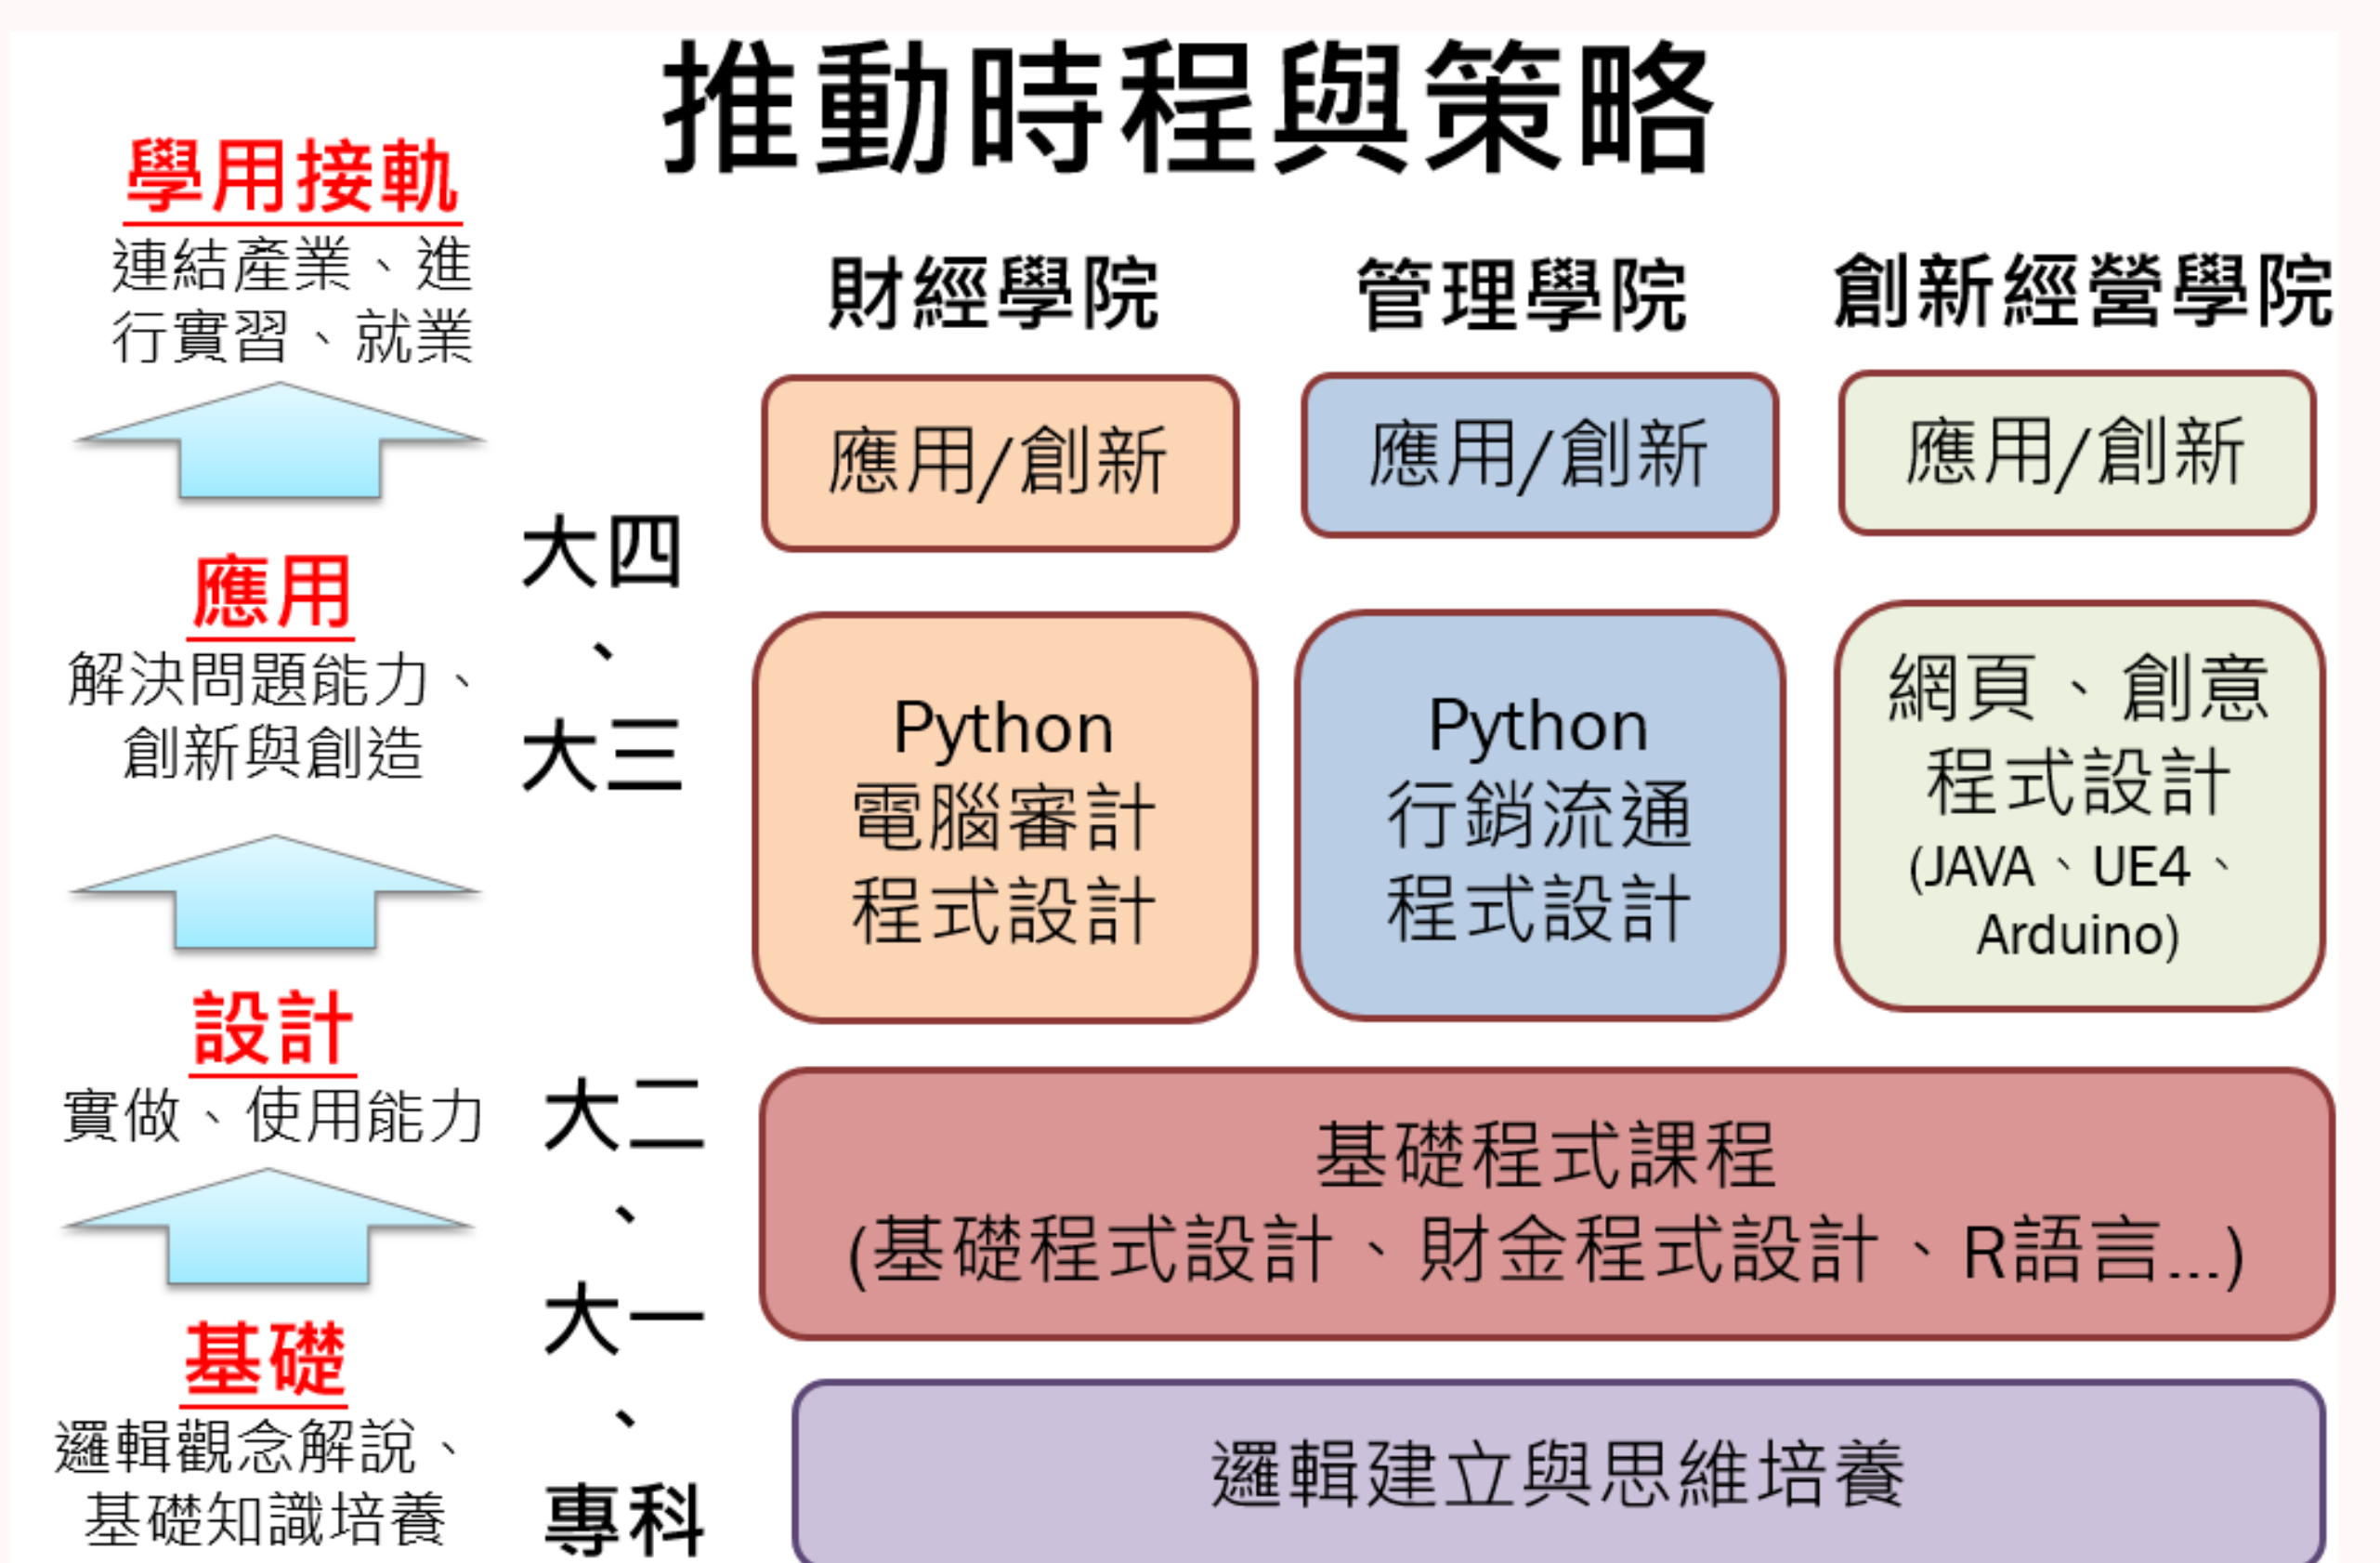 推動時程與策略
學用接軌
連結產業、進
行實習、就業
應用
解決問題能力、
創新與創造
設計
實做、使用能力
基礎
邏輯觀念解說、
基礎知識培養
大四
、
大三
大二
、
大一
、
專科
財經學院
管理學院
創新經營學院
應用/創新
應用/創新
應用/創新
Python
電腦審計
程式設計
Python
行銷流通
程式設計
網頁、創意
程式設計
(JAVA、UE4、
Arduino)
基礎程式課程
(基礎程式設計、財金程式設計、R語言...)
邏輯建立與思維培養